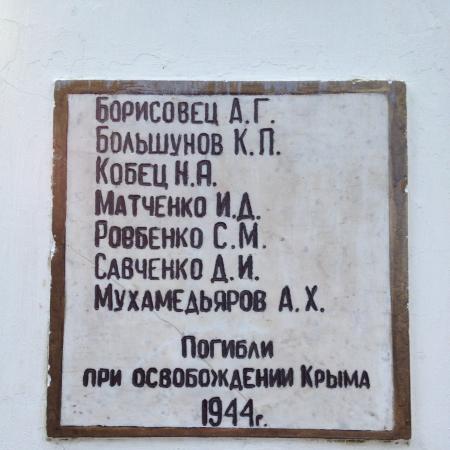 Борисовец А.Г.
Большунов К.П.
Кобец Н.А.
Матченко И.Д.
Ровбенко С.М.
Савченко Д.И.
Мухамедьяров А.Х.
Погибли
при освобождении Крыма
1944г.